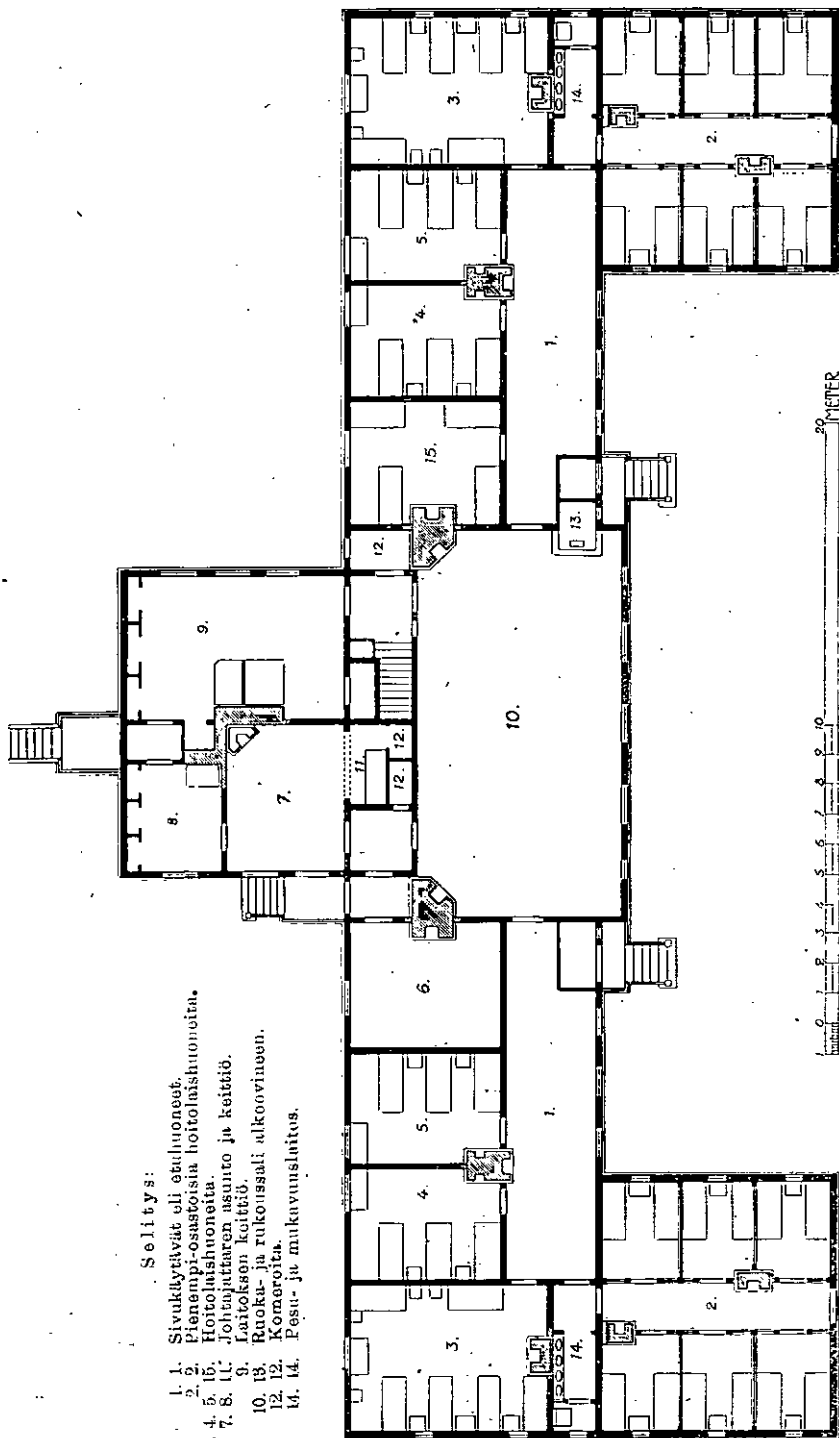 Selitys:
1. 1. Sivukäytävät eli etuhuoneet.
2. 2. Pienempi-osastoisia hoitolaishuoneita.
4. 5. 15. Hoitolaishuoneita.
7. 8. 11. Johtajattaren asunto ja keittiö.
9. Laitoksen keittiö.
10. 13. Ruoka- ja rukoussali alkoovineen.
12. 12. Komeroita.
14. 14. Pesu- ja mukavuuslaitos.
8.
9.
7.
11.
12.
12.
12.
3.
4.
5.
6.
15.
4.
5.
3.
10.
14.
1.
13.
1.
14.
2.
2.
1 0 1 2 3 4 5 6 7 8 9 10 20 METER